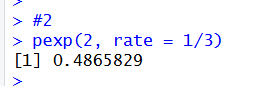 >
> #2
> pexp(2, rate = 1/3)
[1] 0.4865829
>